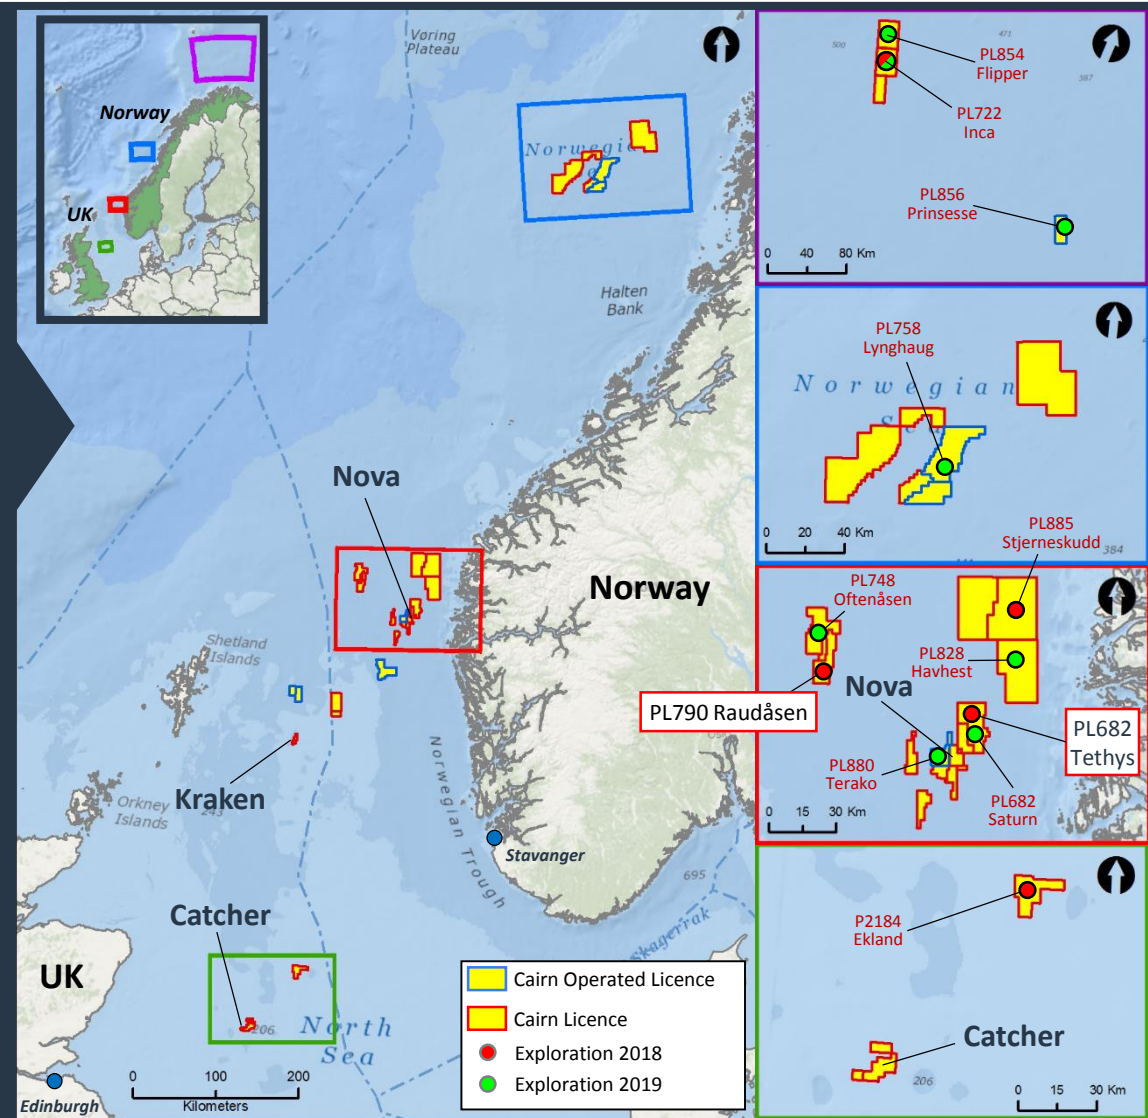 Norway
UK
Vøring
Plateau
Norwegian
Halten
Bank
Nova
Norway
Shetland
Islands
Kraken
Orkney
Islands
243
Norwegian Trough
Stavanger
695
Skagerrak
Catcher
UK
206
North
Sea
Edinburgh
0 100 200
Kilometers
Cairn Operated Licence
Cairn Licence
Exploration 2018
Exploration 2019
500
471
387
PL854
Flipper
PL722
Inca
PL856
Prinsesse
0 40 80 Km
PL758
Lynghaug
Norwegian
0 20 40 Km
384
PL885
Stjerneskudd
PL748
Oftenåsen
PL828
Havhest
Nova
PL790 Raudåsen
PL682
Tethys
PL880
Terako
PL682
Saturn
0 15 30 Km
P2184
Ekland
Catcher
206
0 15 30 Km